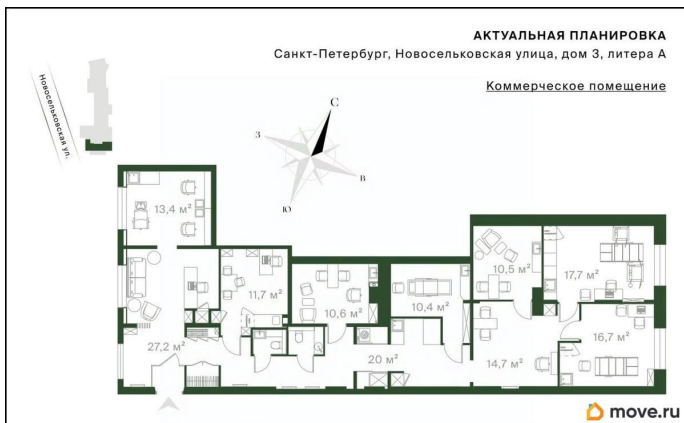 АКТУАЛЬНАЯ ПЛАНИРОВКА
Санкт-Петербург, Новосельковская улица, дом 3, литера А
Коммерческое помещение
Новосельковская ул.
С
З
В
Ю
13,4 м²
11,7 м²
10,6 м²
10,4 м²
10,5 м²
17,7 м²
27,2 м²
20 м²
14,7 м²
16,7 м²
move.ru